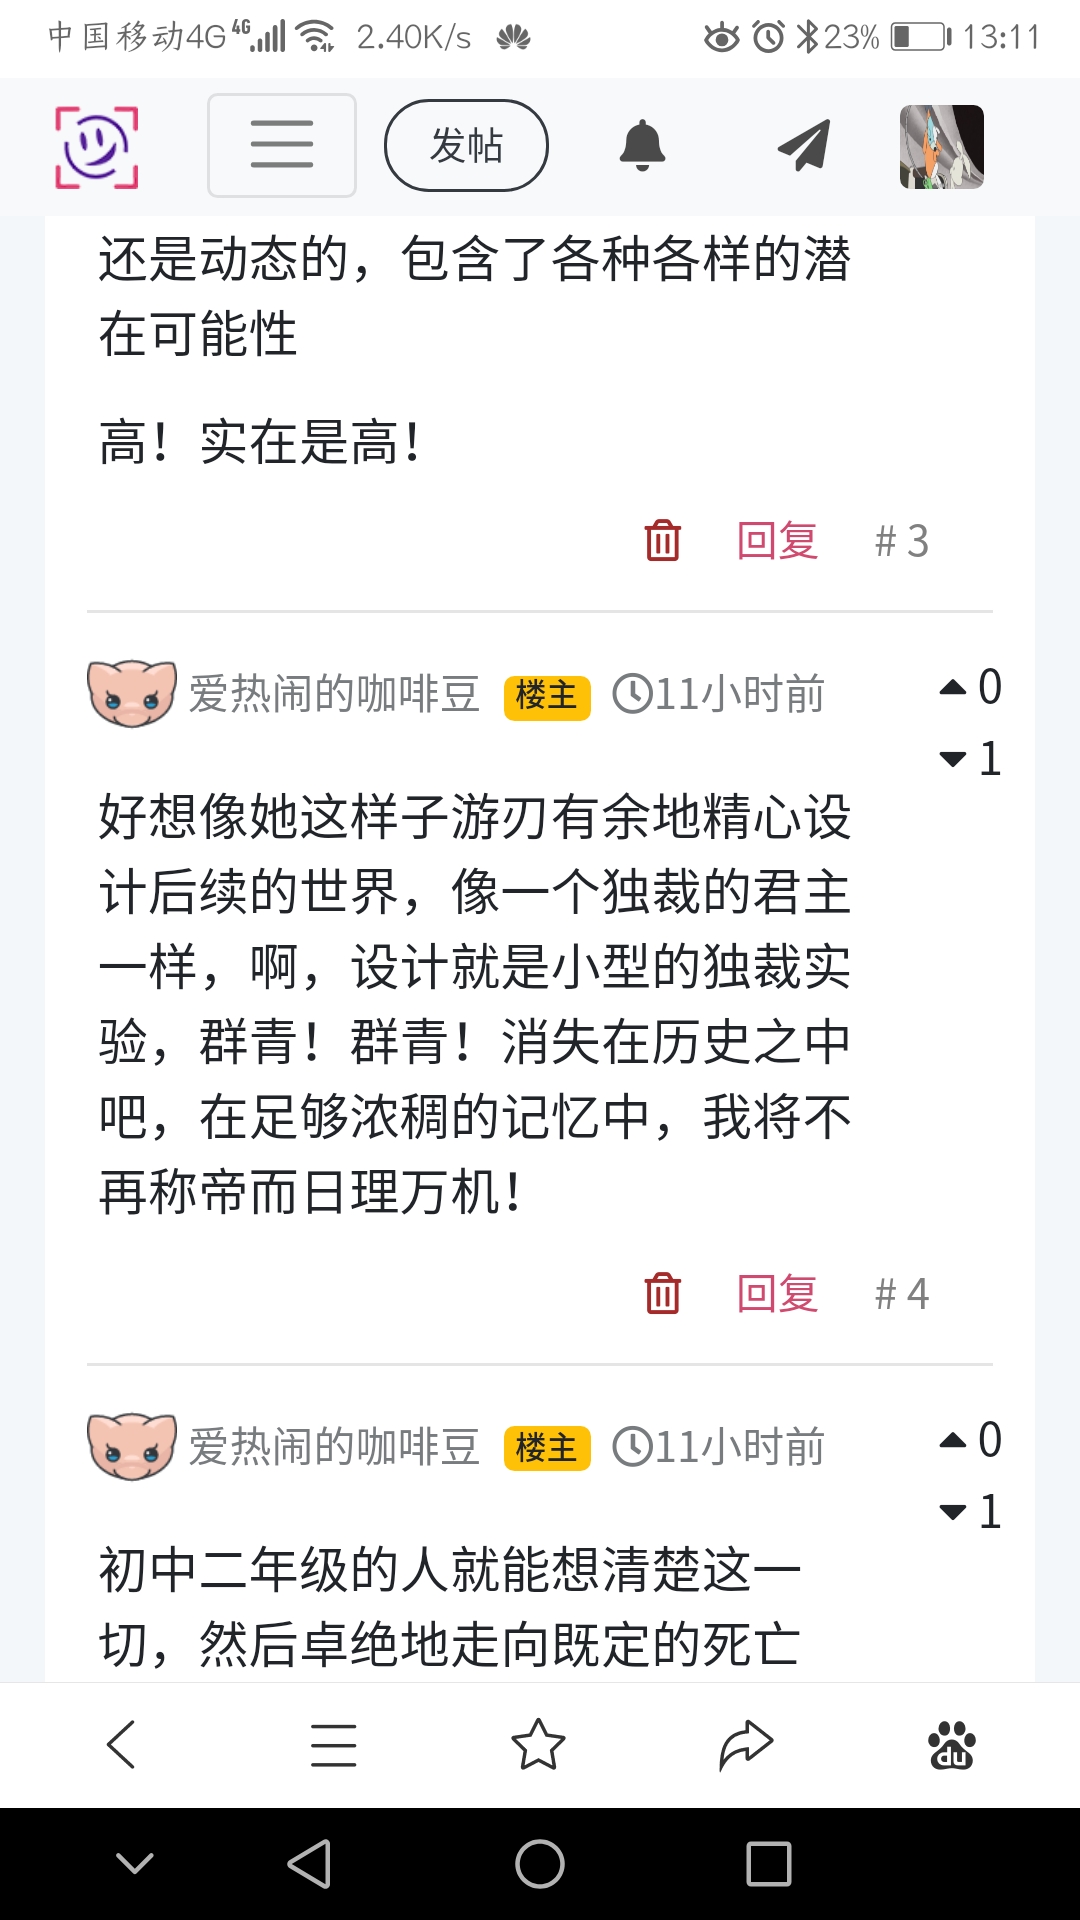 中国移动4G 4G 2.40K/s 23% 13:11
发帖
还是动态的，包含了各种各样的潜
在可能性
高！实在是高！
回复 # 3
爱热闹的咖啡豆 楼主 11小时前 0
1
好想像她这样子游刃有余地精心设
计后续的世界，像一个独裁的君主
一样，啊，设计就是小型的独裁实
验，群青！群青！消失在历史之中
吧，在足够浓稠的记忆中，我将不
再称帝而日理万机！
回复 # 4
爱热闹的咖啡豆 楼主 11小时前 0
1
初中二年级的人就能想清楚这一
切，然后卓绝地走向既定的死亡
du